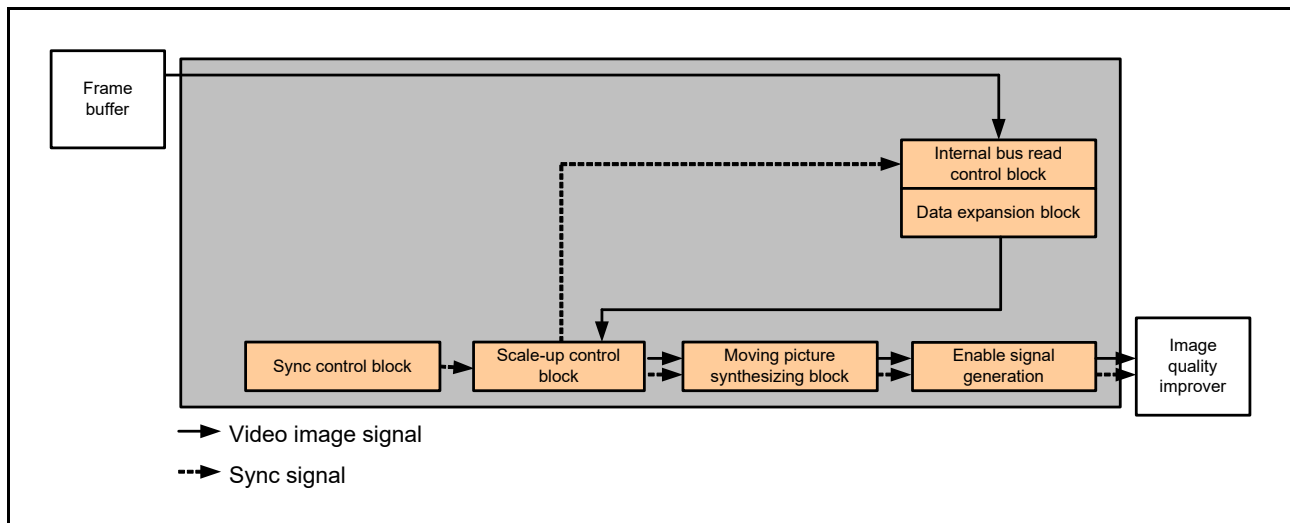 Frame
buffer
Internal bus read
control block
Data expansion block
Sync control block
Scale-up control
block
Moving picture
synthesizing block
Enable signal
generation
Image
quality
improver
Video image signal
Sync signal